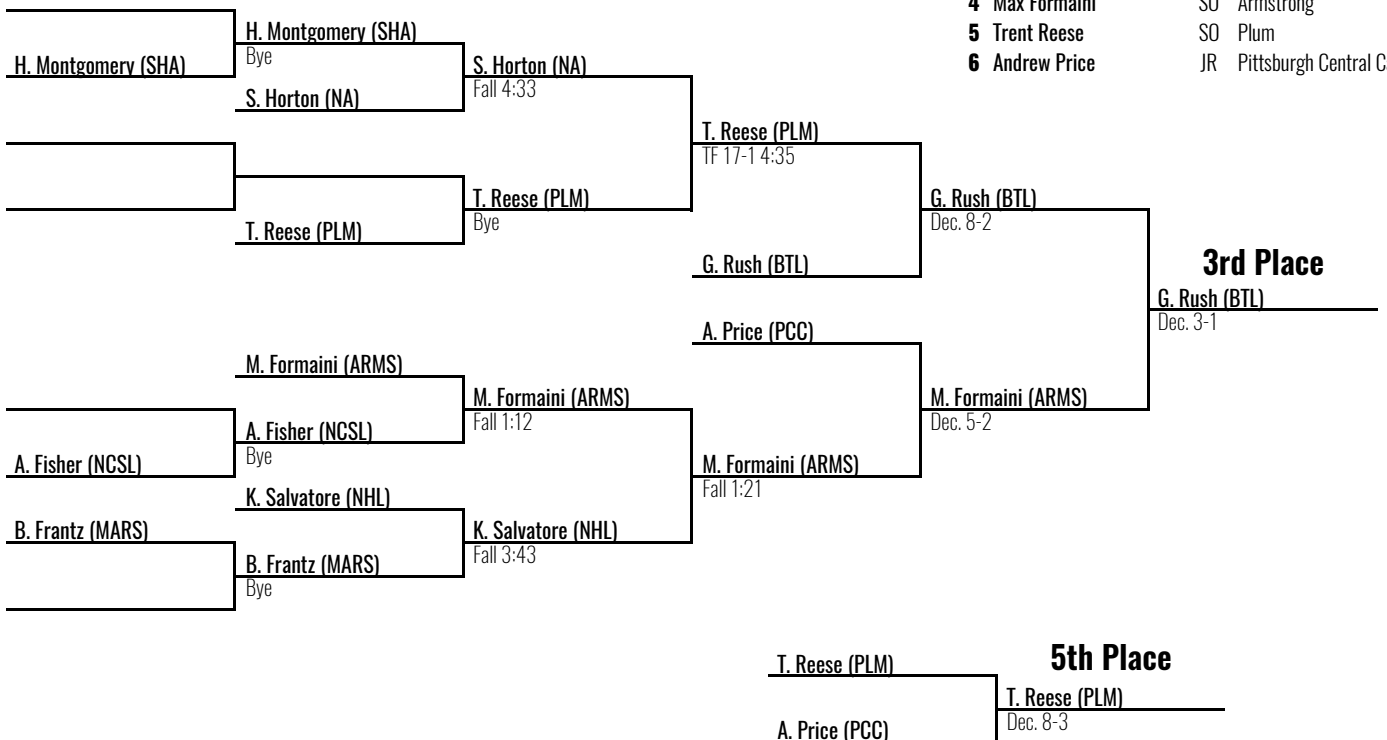 4 Max Formaini SO Armstrong
5 Trent Reese SO Plum
6 Andrew Price JR Pittsburgh Central C
H. Montgomery (SHA)
H. Montgomery (SHA)
Bye
S. Horton (NA)
S. Horton (NA)
Fall 4:33
T. Reese (PLM)
T. Reese (PLM)
Bye
T. Reese (PLM)
TF 17-1 4:35
G. Rush (BTL)
G. Rush (BTL)
Dec. 8-2
3rd Place
G. Rush (BTL)
Dec. 3-1
A. Price (PCC)
M. Formaini (ARMS)
A. Fisher (NCSL)
A. Fisher (NCSL)
Bye
M. Formaini (ARMS)
Fall 1:12
M. Formaini (ARMS)
Dec. 5-2
M. Formaini (ARMS)
Fall 1:21
K. Salvatore (NHL)
B. Frantz (MARS)
B. Frantz (MARS)
Bye
K. Salvatore (NHL)
Fall 3:43
5th Place
T. Reese (PLM)
T. Reese (PLM)
Dec. 8-3
A. Price (PCC)